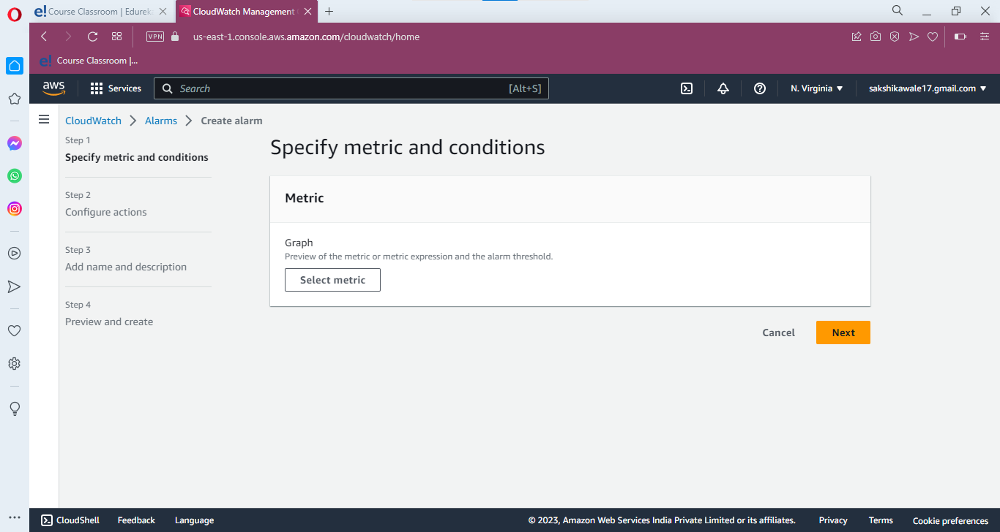 e! Course Classroom | Edurek
CloudWatch Management
VPN
us-east-1.console.aws.amazon.com/cloudwatch/home
e! Course Classroom |...
aws
Services
Search
[Alt+S]
N. Virginia
sakshikawale17.gmail.com
CloudWatch
Alarms
Create alarm
Step 1
Specify metric and conditions
Step 2
Configure actions
Step 3
Add name and description
Step 4
Preview and create
Specify metric and conditions
Metric
Graph
Preview of the metric or metric expression and the alarm threshold.
Select metric
Cancel
Next
CloudShell
Feedback
Language
© 2023, Amazon Web Services India Private Limited or its affiliates.
Privacy
Terms
Cookie preferences